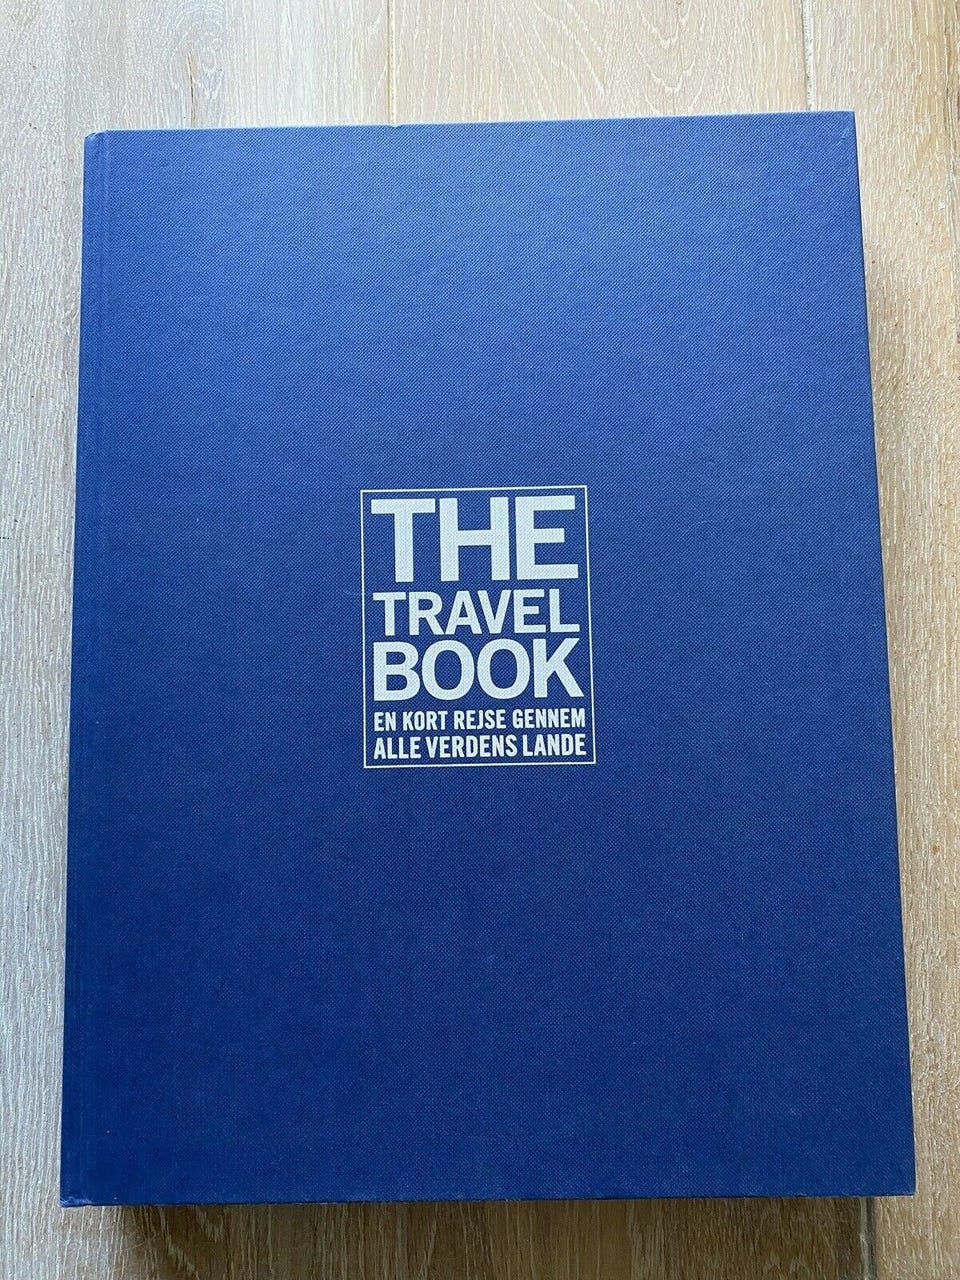 THE
TRAVEL
BOOK
EN KORT REJSE GENNEM
ALLE VERDENS LANDE